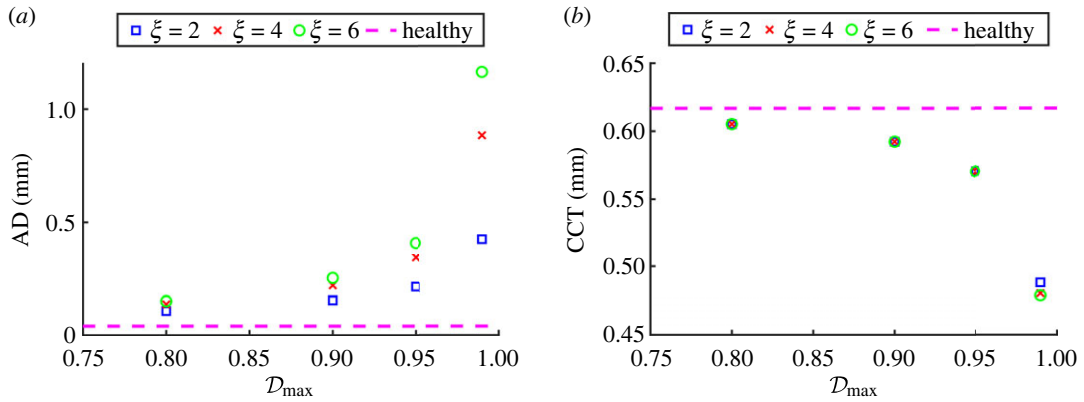 (a)
ξ = 2 ξ = 4 ξ = 6 healthy
1.0
0.5
0
AD (mm)
0.75 0.80 0.85 0.90 0.95 1.00
𝒟max
(b)
ξ = 2 ξ = 4 ξ = 6 healthy
0.65
0.60
0.55
0.50
0.45
CCT (mm)
0.75 0.80 0.85 0.90 0.95 1.00
𝒟max